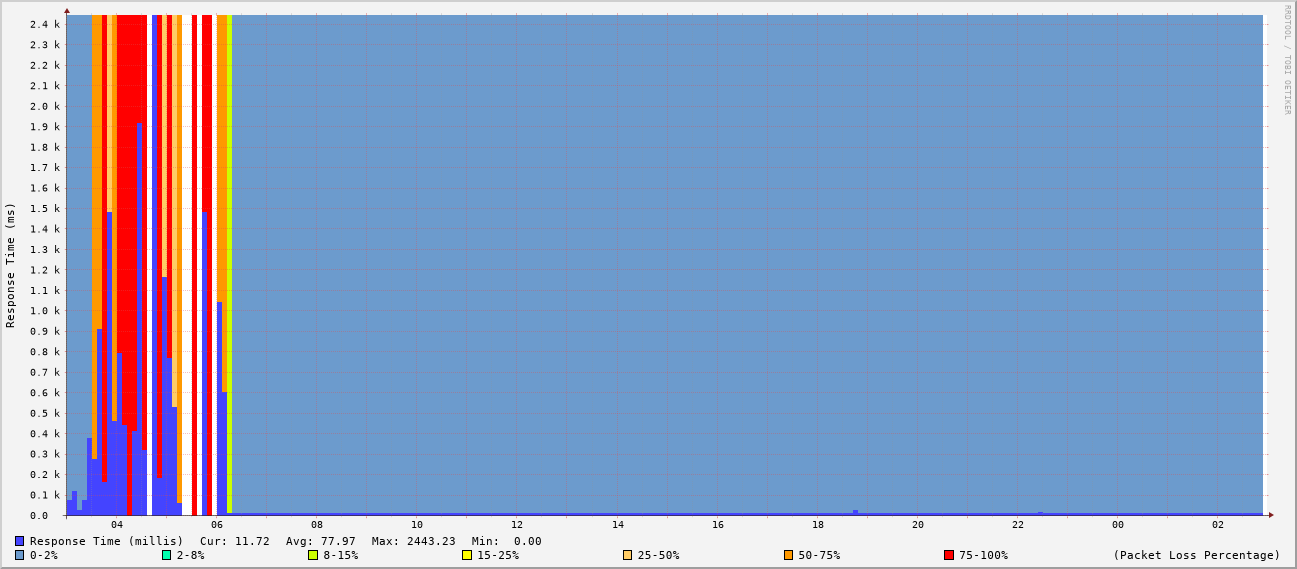 RRDTOOL / TOBI OETIKER
Response Time (ms)
2.4 k
2.3 k
2.2 k
2.1 k
2.0 k
1.9 k
1.8 k
1.7 k
1.6 k
1.5 k
1.4 k
1.3 k
1.2 k
1.1 k
1.0 k
0.9 k
0.8 k
0.7 k
0.6 k
0.5 k
0.4 k
0.3 k
0.2 k
0.1 k
0.0
04 06 08 10 12 14 16 18 20 22 00 02
Response Time (millis) Cur: 11.72 Avg: 77.97 Max: 2443.23 Min: 0.00
0-2% 2-8% 8-15% 15-25% 25-50% 50-75% 75-100% (Packet Loss Percentage)